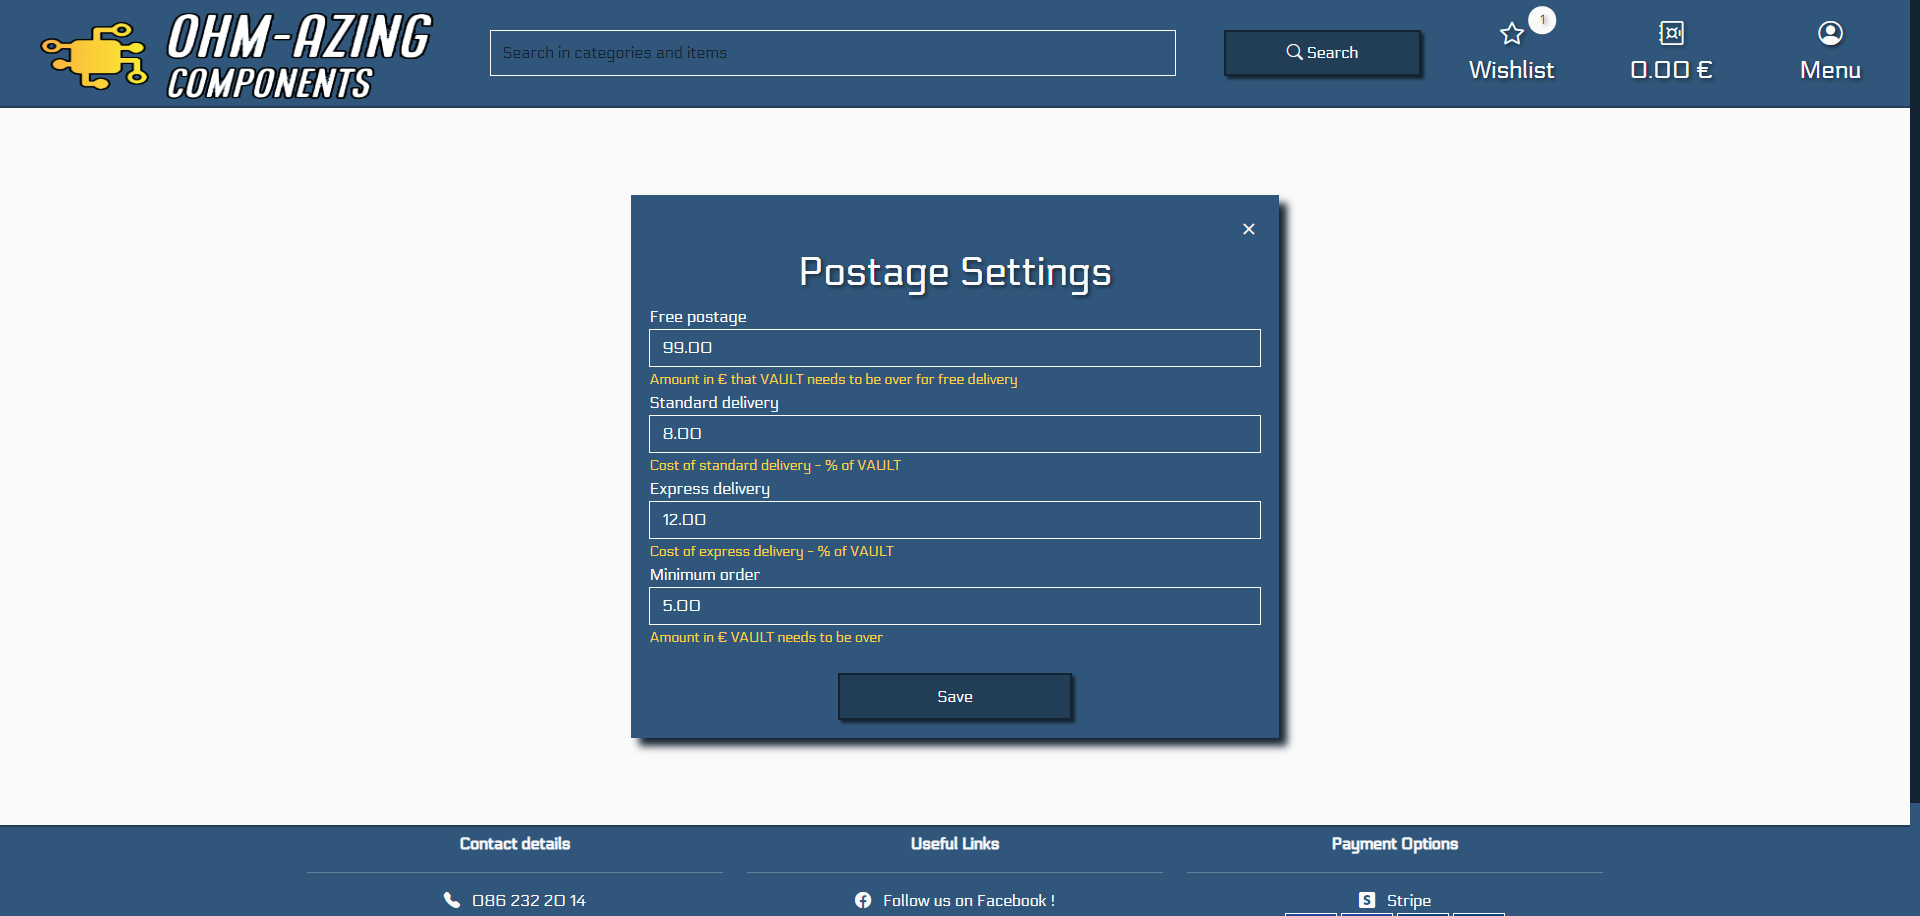 OHM-AZING
COMPONENTS
Search in categories and items
Search
1
Wishlist
0.00 €
Menu
×
Postage Settings
Free postage
99.00
Amount in € that VAULT needs to be over for free delivery
Standard delivery
8.00
Cost of standard delivery - % of VAULT
Express delivery
12.00
Cost of express delivery - % of VAULT
Minimum order
5.00
Amount in € VAULT needs to be over
Save
Contact details
Useful Links
Payment Options
086 232 20 14
Follow us on Facebook !
S Stripe